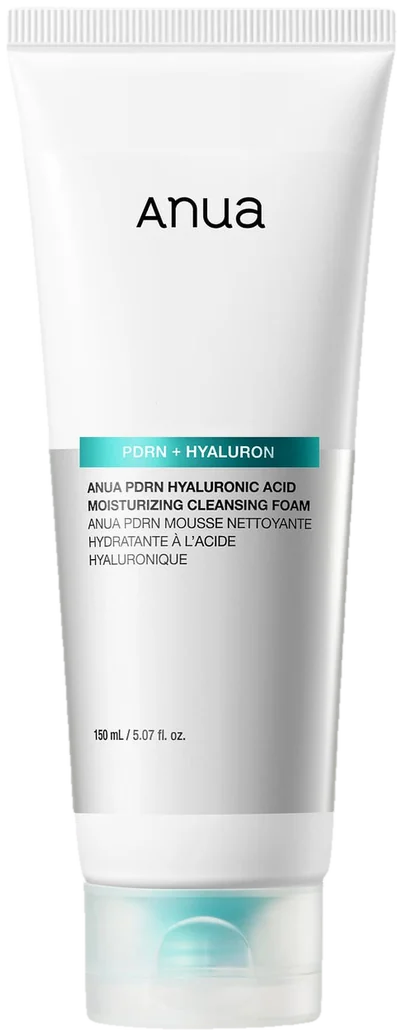 Anua
PDRN + HYALURON
ANUA PDRN HYALURONIC ACID
MOISTURIZING CLEANSING FOAM
ANUA PDRN MOUSSE NETTOYANTE
HYDRATANTE À L'ACIDE
HYALURONIQUE
150 mL / 5.07 fl. oz.